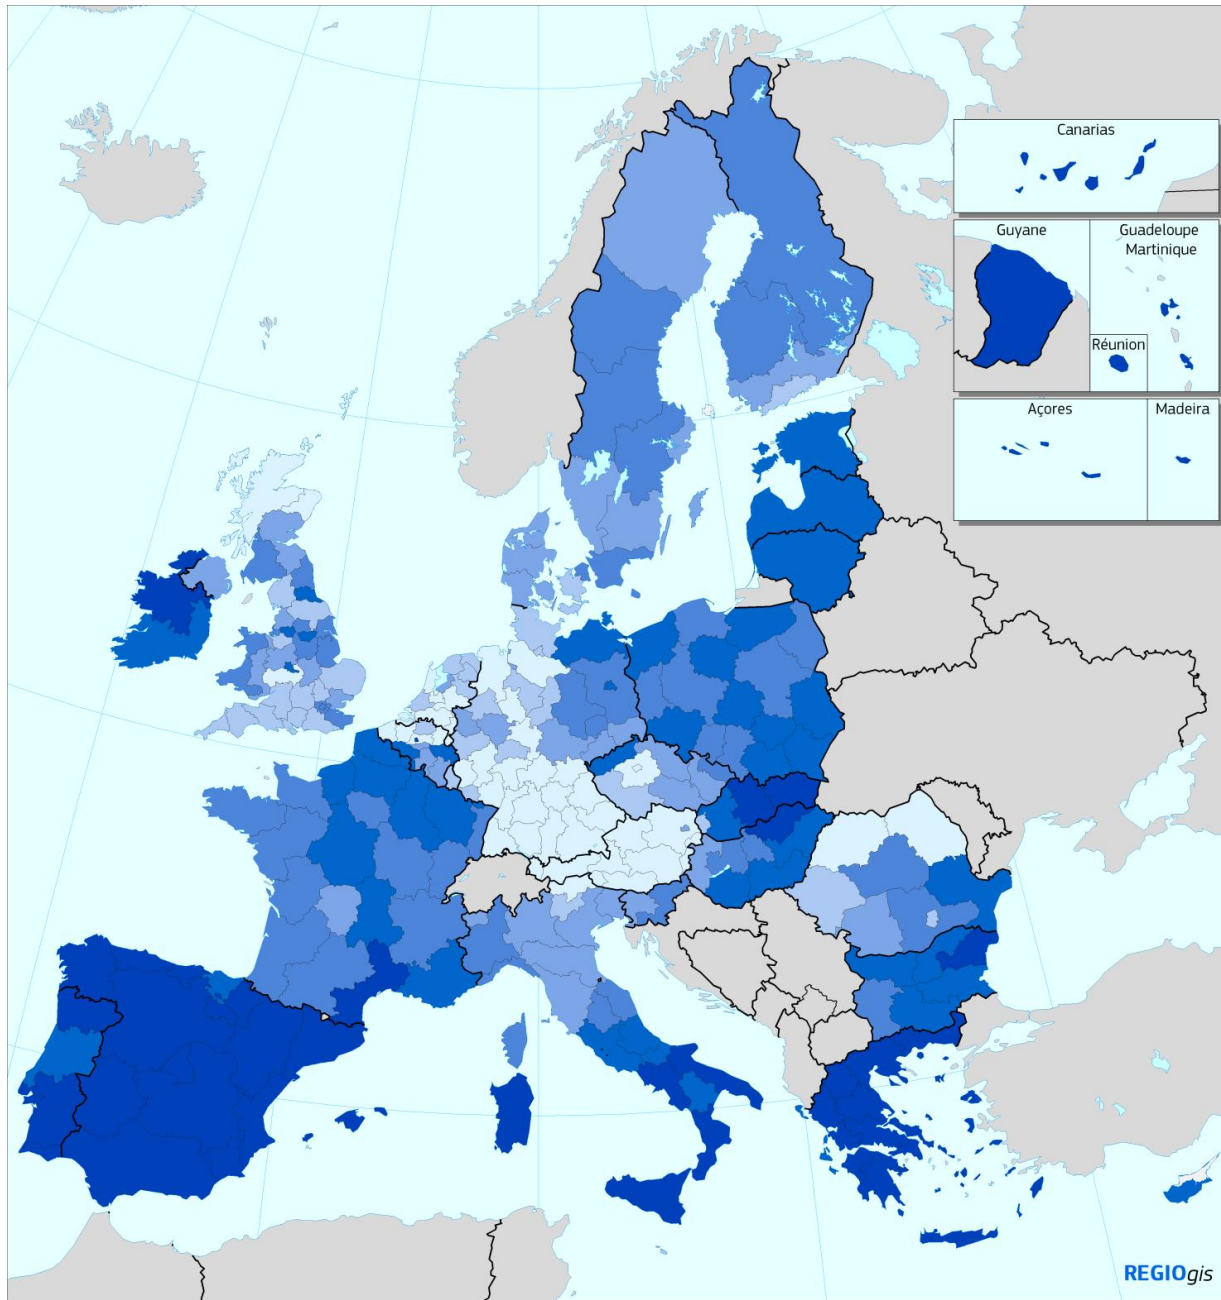 Canarias
Guyane
Guadeloupe
Martinique
Réunion
Açores
Madeira
REGIOgis